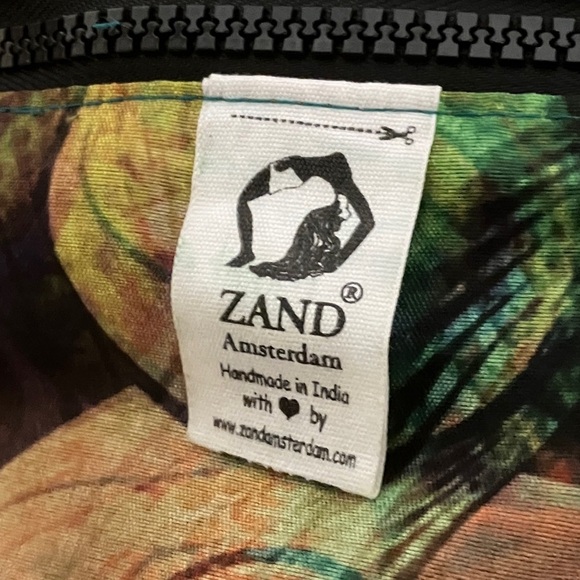 ZAND®
Amsterdam
Handmade in India
with ♥ by
www.zandamsterdam.com